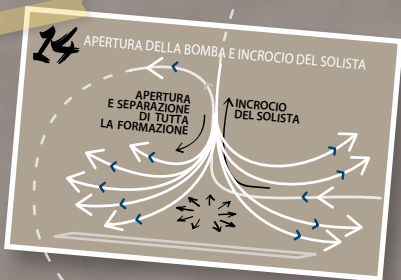 14 APERTURA DELLA BOMBA E INCROCIO DEL SOLISTA
APERTURA
E SEPARAZIONE
DI TUTTA
LA FORMAZIONE
INCROCIO
DEL SOLISTA